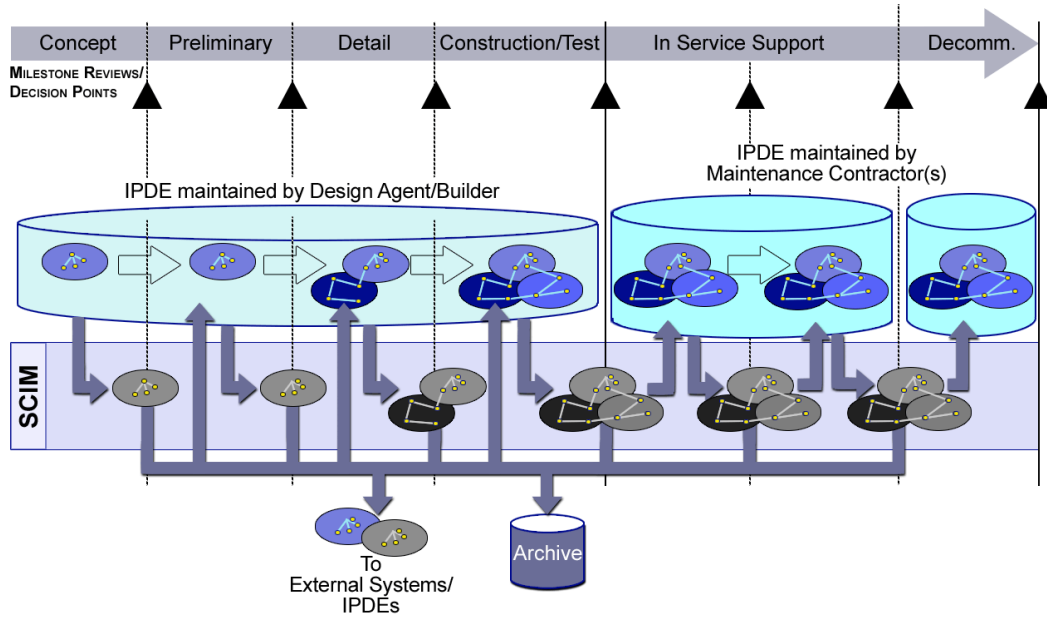 Concept
Preliminary
Detail
Construction/Test
In Service Support
Decomm.
MILESTONE REVIEWS/
DECISION POINTS
IPDE maintained by Design Agent/Builder
IPDE maintained by
Maintenance Contractor(s)
SCIM
To
External Systems/
IPDEs
Archive